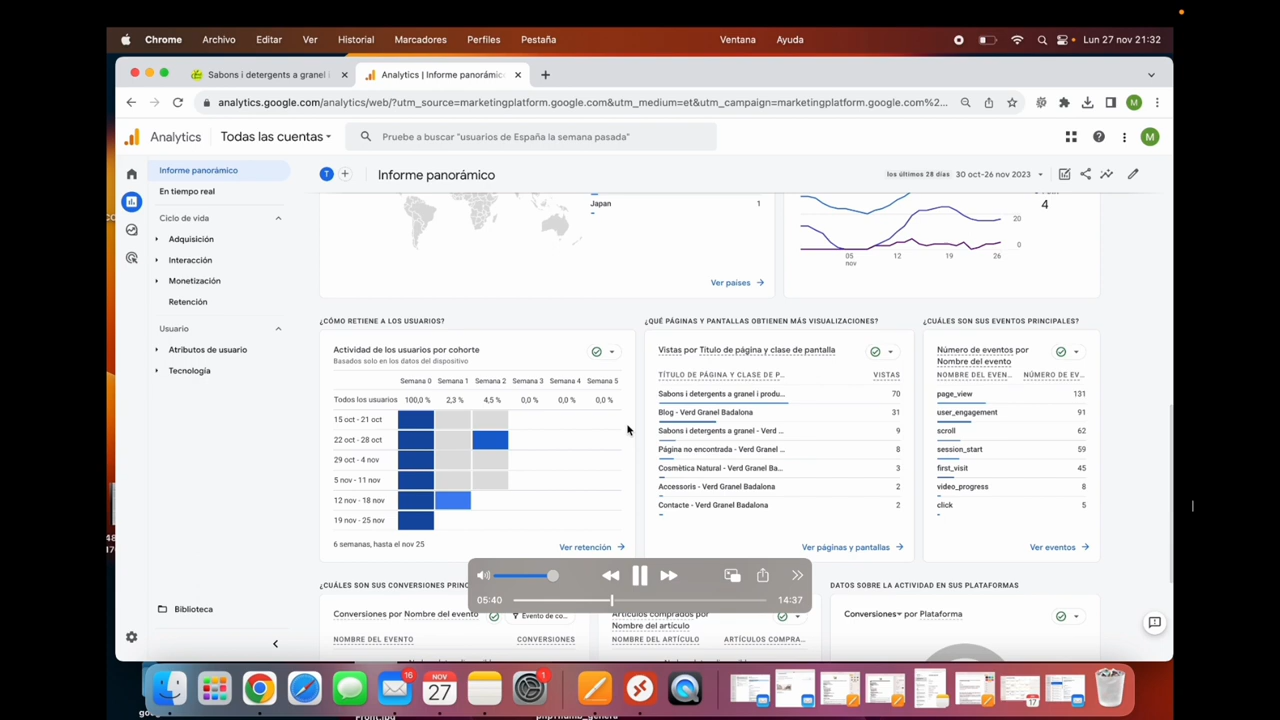 Chrome Archivo Editar Ver Historial Marcadores Perfiles Pestaña Ventana Ayuda Lun 27 nov 21:32
Sabons i detergents a granel i Analytics | Informe panorámic
analytics.google.com/analytics/web/?utm_source=marketingplatform.google.com&utm_medium=et&utm_campaign=marketingplatform.google.com%2...
M
Analytics Todas las cuentas Pruebe a buscar "usuarios de España la semana pasada" M
Informe panorámico
En tiempo real
Ciclo de vida
Adquisición
Interacción
Monetización
Retención
Usuario
Atributos de usuario
Tecnología
Biblioteca
T Informe panorámico los últimos 28 días 30 oct-26 nov 2023
Japan 1
Ver países
4
20
0
05 12 19 26
nov
¿CÓMO RETIENE A LOS USUARIOS?
Actividad de los usuarios por cohorte
Basados solo en los datos del dispositivo
Semana 0 Semana 1 Semana 2 Semana 3 Semana 4 Semana 5
Todos los usuarios 100,0 % 2,3 % 4,5 % 0,0 % 0,0 % 0,0 %
15 oct - 21 oct
22 oct - 28 oct
29 oct - 4 nov
5 nov - 11 nov
12 nov - 18 nov
19 nov - 25 nov
6 semanas, hasta el nov 25
Ver retención
¿QUÉ PÁGINAS Y PANTALLAS OBTIENEN MÁS VISUALIZACIONES?
Vistas por Título de página y clase de pantalla
TÍTULO DE PÁGINA Y CLASE DE P... VISTAS
Sabons i detergents a granel i produ... 70
Blog - Verd Granel Badalona 31
Sabons i detergents a granel - Verd ... 9
Página no encontrada - Verd Granel ... 8
Cosmètica Natural - Verd Granel Ba... 3
Accessoris - Verd Granel Badalona 2
Contacte - Verd Granel Badalona 2
Ver páginas y pantallas
¿CUÁLES SON SUS EVENTOS PRINCIPALES?
Número de eventos por
Nombre del evento
NOMBRE DEL EVEN... NÚMERO DE EV...
page_view 131
user_engagement 91
scroll 62
session_start 59
first_visit 45
video_progress 8
click 5
Ver eventos
¿CUÁLES SON SUS CONVERSIONES PRINC
Conversiones por Nombre del evento Evento de co...
NOMBRE DEL EVENTO CONVERSIONES
Artículos comprados por
Nombre del artículo
NOMBRE DEL ARTÍCULO ARTÍCULOS COMPRA...
DATOS SOBRE LA ACTIVIDAD EN SUS PLATAFORMAS
Conversiones por Plataforma
05:40 14:37
16
NOV
27
1
17